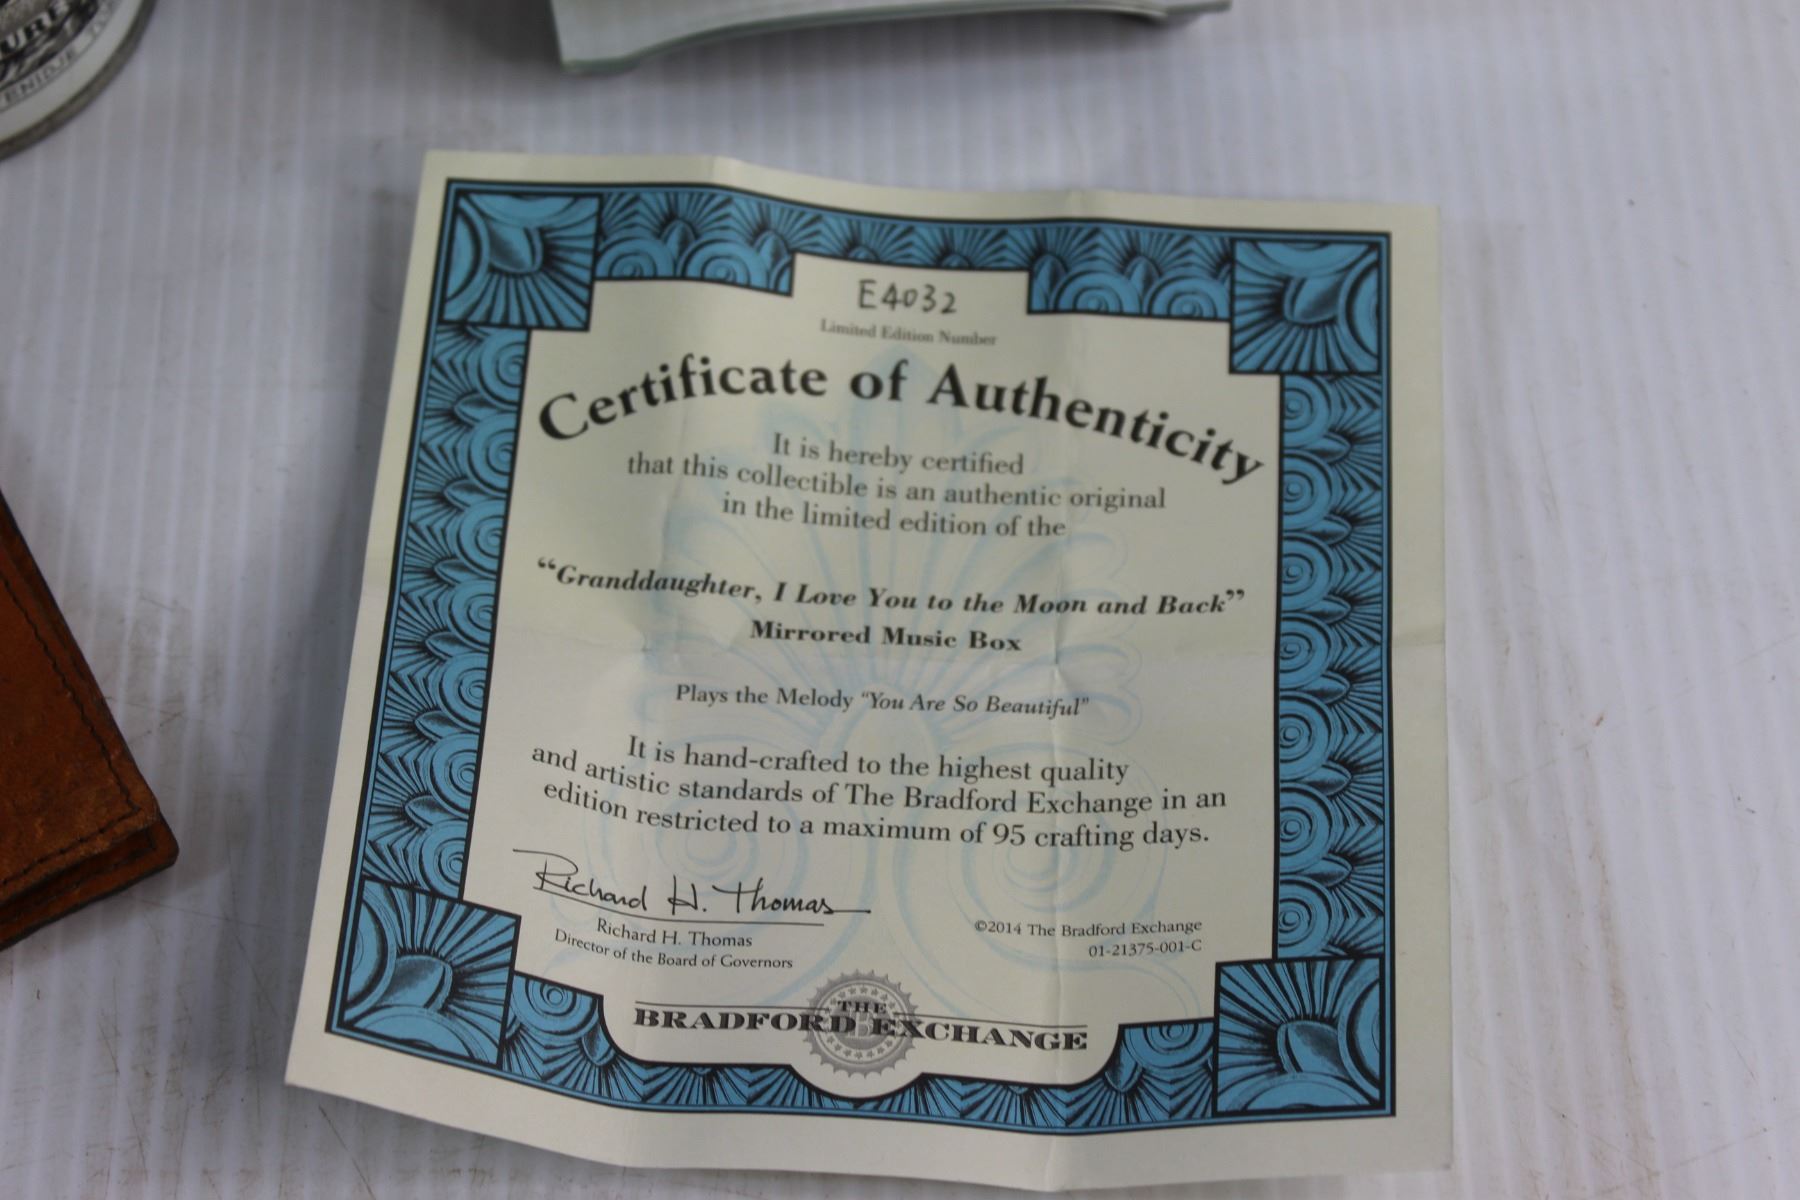 E4032
Limited Edition Number
Certificate of Authenticity
It is hereby certified
that this collectible is an authentic original
in the limited edition of the
“Granddaughter, I Love You to the Moon and Back”
Mirrored Music Box
Plays the Melody “You Are So Beautiful”
It is hand-crafted to the highest quality
and artistic standards of The Bradford Exchange in an
edition restricted to a maximum of 95 crafting days.
Richard H. Thomas
Richard H. Thomas
Director of the Board of Governors
©2014 The Bradford Exchange
01-21375-001-C
THE
BRADFORD EXCHANGE